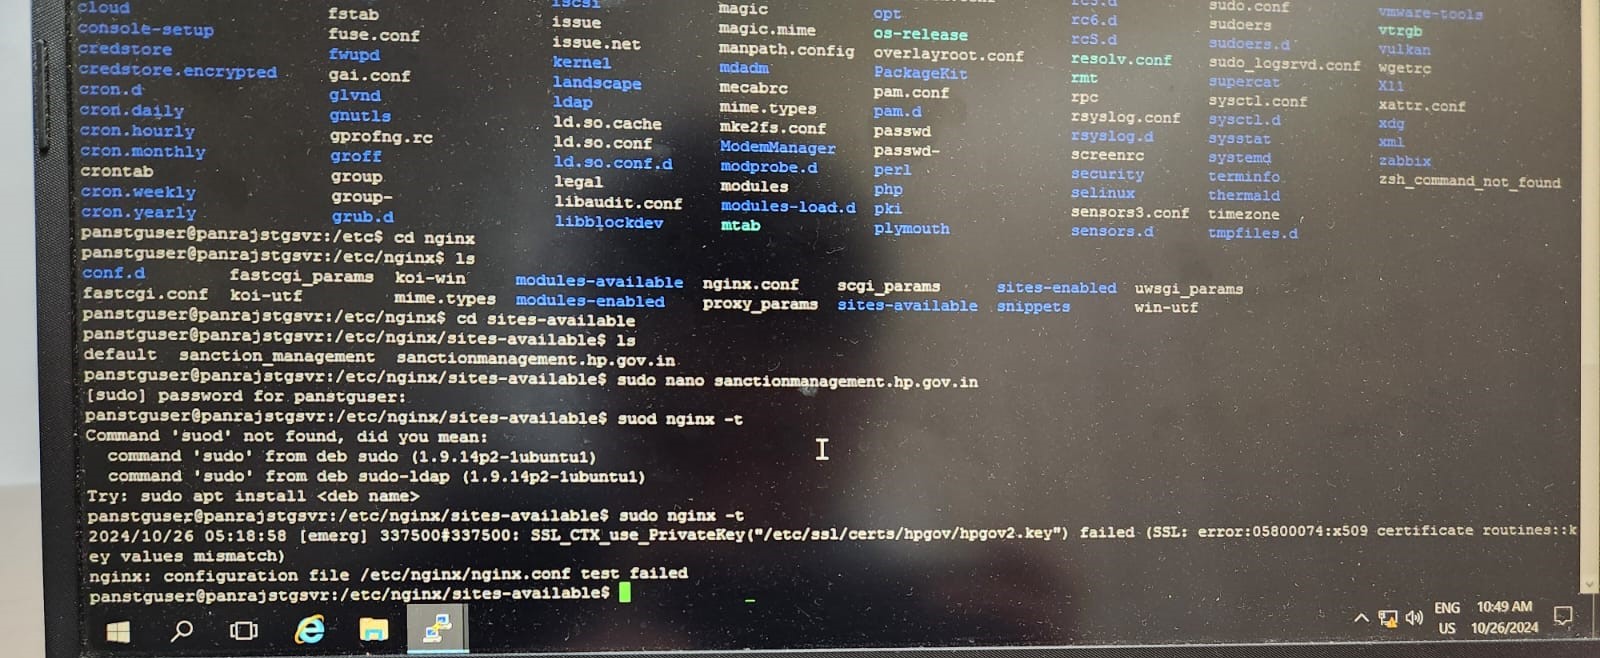 cloud fstab iscsi magic opt rc5.d sudo.conf vmware-tools
console-setup fuse.conf issue magic.mime os-release rc6.d sudoers vtrgb
credstore fwupd issue.net manpath.config overlayroot.conf rcS.d sudoers.d vulkan
credstore.encrypted gai.conf kernel mdadm PackageKit resolv.conf sudo_logsrvd.conf wgetrc
cron.d glvnd landscape mecabrc pam.conf rmt supercat X11
cron.daily gnutls ldap mime.types pam.d rpc sysctl.conf xattr.conf
cron.hourly gprofng.rc ld.so.cache mke2fs.conf passwd rsyslog.conf sysctl.d xdg
cron.monthly groff ld.so.conf ModemManager passwd- rsyslog.d sysstat xml
crontab group ld.so.conf.d modprobe.d perl screenrc systemd zabbix
cron.weekly group- legal modules php security terminfo zsh_command_not_found
cron.yearly grub.d libaudit.conf modules-load.d pki selinux thermald
libblockdev mtab plymouth sensors3.conf timezone
sensors.d tmpfiles.d
panstguser@panrajstgsvr:/etc$ cd nginx
panstguser@panrajstgsvr:/etc/nginx$ ls
conf.d fastcgi_params koi-win modules-available nginx.conf scgi_params sites-enabled uwsgi_params
fastcgi.conf koi-utf mime.types modules-enabled proxy_params sites-available snippets win-utf
panstguser@panrajstgsvr:/etc/nginx$ cd sites-available
panstguser@panrajstgsvr:/etc/nginx/sites-available$ ls
default sanction_management sanctionmanagement.hp.gov.in
panstguser@panrajstgsvr:/etc/nginx/sites-available$ sudo nano sanctionmanagement.hp.gov.in
[sudo] password for panstguser:
panstguser@panrajstgsvr:/etc/nginx/sites-available$ suod nginx -t
Command 'suod' not found, did you mean:
command 'sudo' from deb sudo (1.9.14p2-1ubuntu1)
command 'sudo' from deb sudo-ldap (1.9.14p2-1ubuntu1)
Try: sudo apt install <deb name>
panstguser@panrajstgsvr:/etc/nginx/sites-available$ sudo nginx -t
2024/10/26 05:18:58 [emerg] 337500#337500: SSL_CTX_use_PrivateKey("/etc/ssl/certs/hpgov/hpgov2.key") failed (SSL: error:05800074:x509 certificate routines::k
ey values mismatch)
nginx: configuration file /etc/nginx/nginx.conf test failed
panstguser@panrajstgsvr:/etc/nginx/sites-available$
ENG 10:49 AM
US 10/26/2024